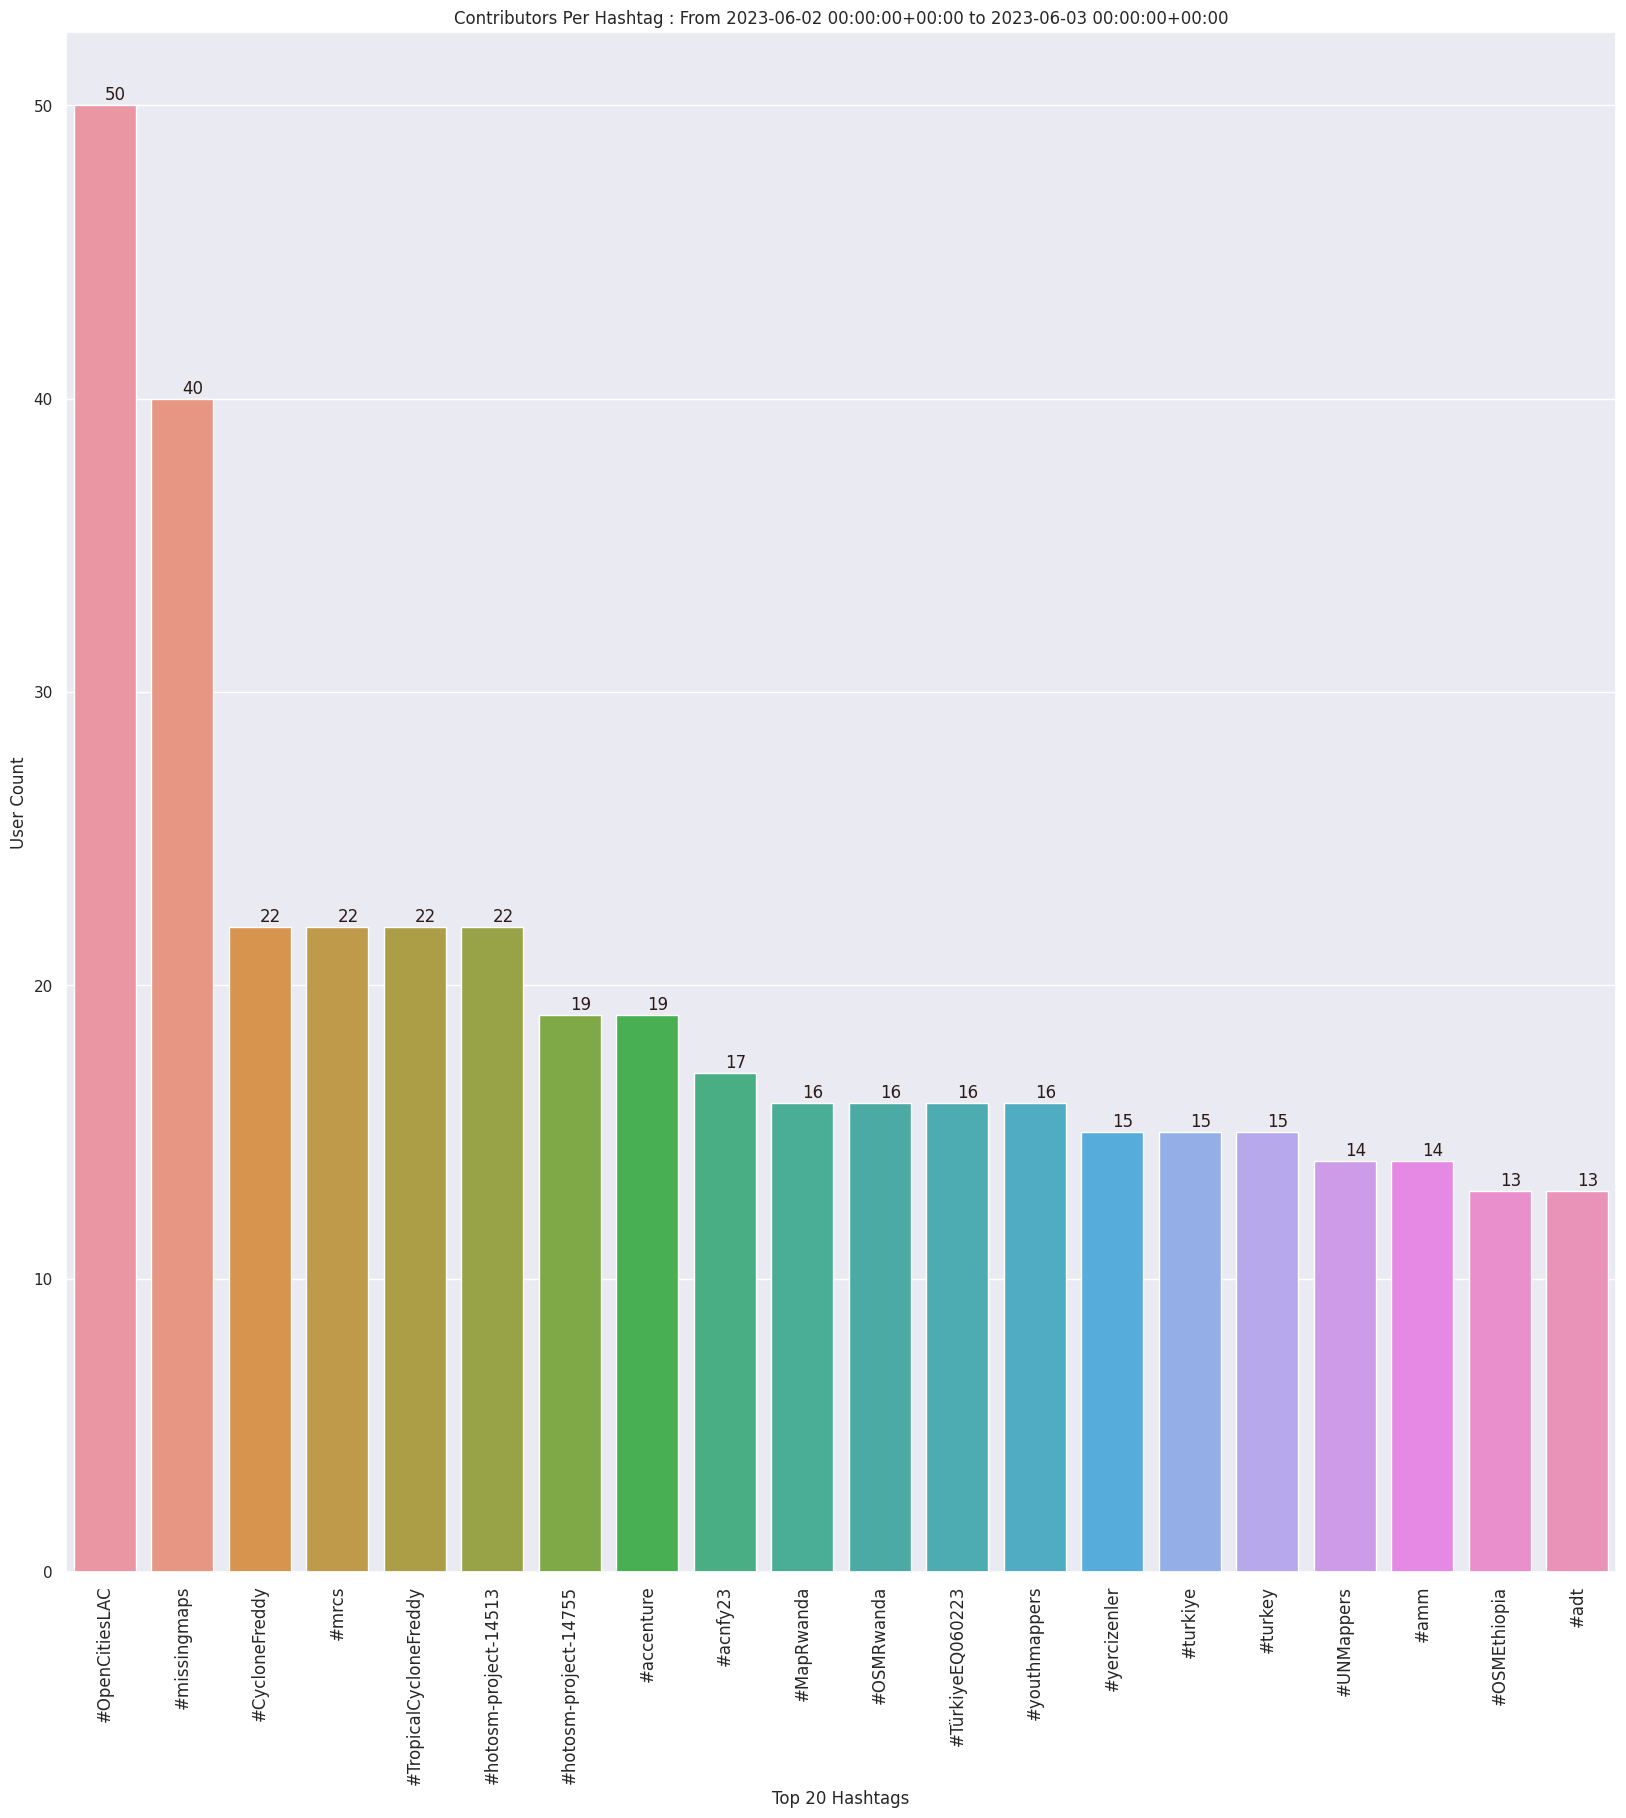 Contributors Per Hashtag : From 2023-06-02 00:00:00+00:00 to 2023-06-03 00:00:00+00:00
User Count
50
40
30
20
10
0
50
40
22
22
22
22
19
19
17
16
16
16
16
15
15
15
14
14
13
13
#OpenCitiesLAC
#missingmaps
#CycloneFreddy
#mrcs
#TropicalCycloneFreddy
#hotosm-project-14513
#hotosm-project-14755
#accenture
#acnfy23
#MapRwanda
#OSMRwanda
#TürkiyeEQ060223
#youthmappers
#yercizenler
#turkiye
#turkey
#UNMappers
#amm
#OSMEthiopia
#adt
Top 20 Hashtags